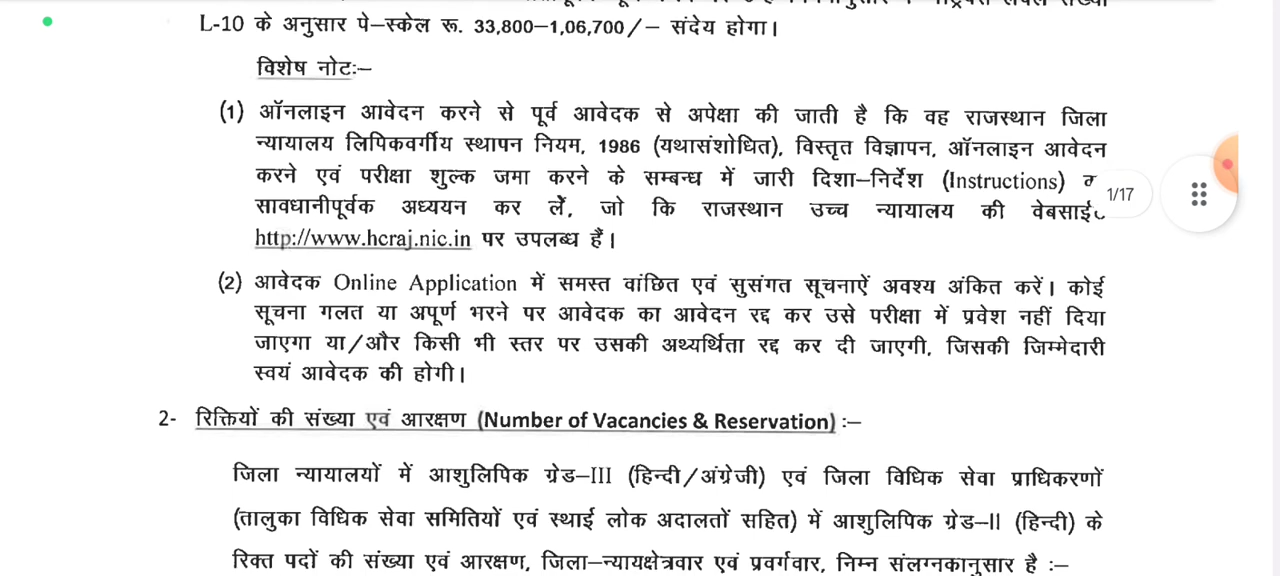 L-10 के अनुसार पे–स्केल रू. 33,800–1,06,700/– संदेय होगा।
विशेष नोटः–
(1) ऑनलाइन आवेदन करने से पूर्व आवेदक से अपेक्षा की जाती है कि वह राजस्थान जिला
न्यायालय लिपिकवर्गीय स्थापन नियम, 1986 (यथासंशोधित), विस्तृत विज्ञापन, ऑनलाइन आवेदन
करने एवं परीक्षा शुल्क जमा करने के सम्बन्ध में जारी दिशा–निर्देश (Instructions)
1/17
सावधानीपूर्वक अध्ययन कर लें, जो कि राजस्थान उच्च न्यायालय की
http://www.hcraj.nic.in पर उपलब्ध हैं।
(2) आवेदक Online Application में समस्त वांछित एवं सुसंगत सूचनाऐं अवश्य अंकित करें। कोई
सूचना गलत या अपूर्ण भरने पर आवेदक का आवेदन रद्द कर उसे परीक्षा में प्रवेश नहीं दिया
जाएगा या/और किसी भी स्तर पर उसकी अभ्यर्थिता रद्द कर दी जाएगी, जिसकी जिम्मेदारी
स्वयं आवेदक की होगी।
2- रिक्तियों की संख्या एवं आरक्षण (Number of Vacancies & Reservation) :–
जिला न्यायालयों में आशुलिपिक ग्रेड–III (हिन्दी/अंग्रेजी) एवं जिला विधिक सेवा प्राधिकरणों
(तालुका विधिक सेवा समितियों एवं स्थाई लोक अदालतों सहित) में आशुलिपिक ग्रेड–II (हिन्दी) के
रिक्त पदों की संख्या एवं आरक्षण, जिला–न्यायक्षेत्रवार एवं प्रवर्गवार, निम्न संलग्नकानुसार है :–